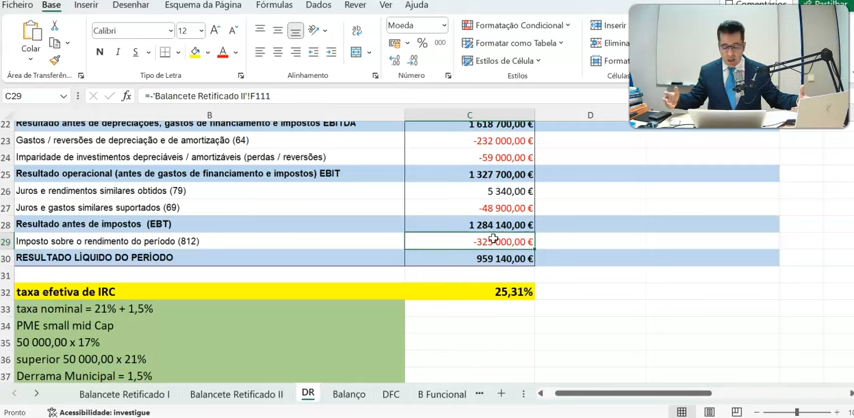 Ficheiro Base Inserir Desenhar Esquema da Página Fórmulas Dados Rever Ver Ajuda Comentários Partilhar
Colar
Calibri 12 A A
Moeda
N I S A
% 000
Formatação Condicional
Formatar como Tabela
Estilos de Célula
Inserir
Elimina
Format
Área de Transferên... Tipo de Letra Alinhamento Número Estilos Células
C29 fx =-'Balancete Retificado II'!F111
B C D
22 Resultado antes de depreciações, gastos de financiamento e impostos EBITDA 1 618 700,00 €
23 Gastos / reversões de depreciação e de amortização (64) -232 000,00 €
24 Imparidade de investimentos depreciáveis / amortizáveis (perdas / reversões) -59 000,00 €
25 Resultado operacional (antes de gastos de financiamento e impostos) EBIT 1 327 700,00 €
26 Juros e rendimentos similares obtidos (79) 5 340,00 €
27 Juros e gastos similares suportados (69) -48 900,00 €
28 Resultado antes de impostos (EBT) 1 284 140,00 €
29 Imposto sobre o rendimento do período (812) -325 000,00 €
30 RESULTADO LÍQUIDO DO PERÍODO 959 140,00 €
31
32 taxa efetiva de IRC 25,31%
33 taxa nominal = 21% + 1,5%
34 PME small mid Cap
35 50 000,00 x 17%
36 superior 50 000,00 x 21%
37 Derrama Municipal = 1,5%
Balancete Retificado I Balancete Retificado II DR Balanço DFC B Funcional ... +
Pronto Acessibilidade: investigue